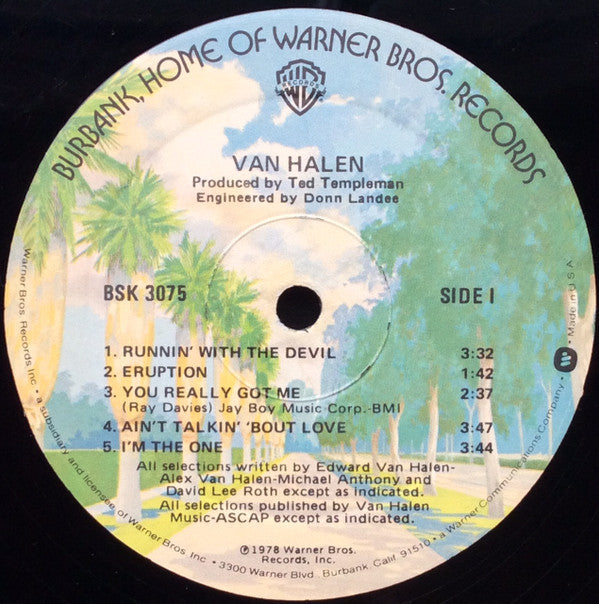 BURBANK, HOME OF WARNER BROS. RECORDS
WB
RECORDS
VAN HALEN
Produced by Ted Templeman
Engineered by Donn Landee
BSK 3075
SIDE I
1. RUNNIN' WITH THE DEVIL 3:32
2. ERUPTION 1:42
3. YOU REALLY GOT ME 2:37
(Ray Davies) Jay Boy Music Corp.-BMI
4. AIN'T TALKIN' 'BOUT LOVE 3:47
5. I'M THE ONE 3:44
All selections written by Edward Van Halen-
Alex Van Halen-Michael Anthony and
David Lee Roth except as indicated.
All selections published by Van Halen
Music-ASCAP except as indicated.
℗1978 Warner Bros.
Records, Inc.
Warner Bros. Records Inc. • a subsidiary and licensee of Warner Bros. Inc. • 3300 Warner Blvd., Burbank, Calif. 91510 • a Warner Communications Company. • Made in U.S.A.